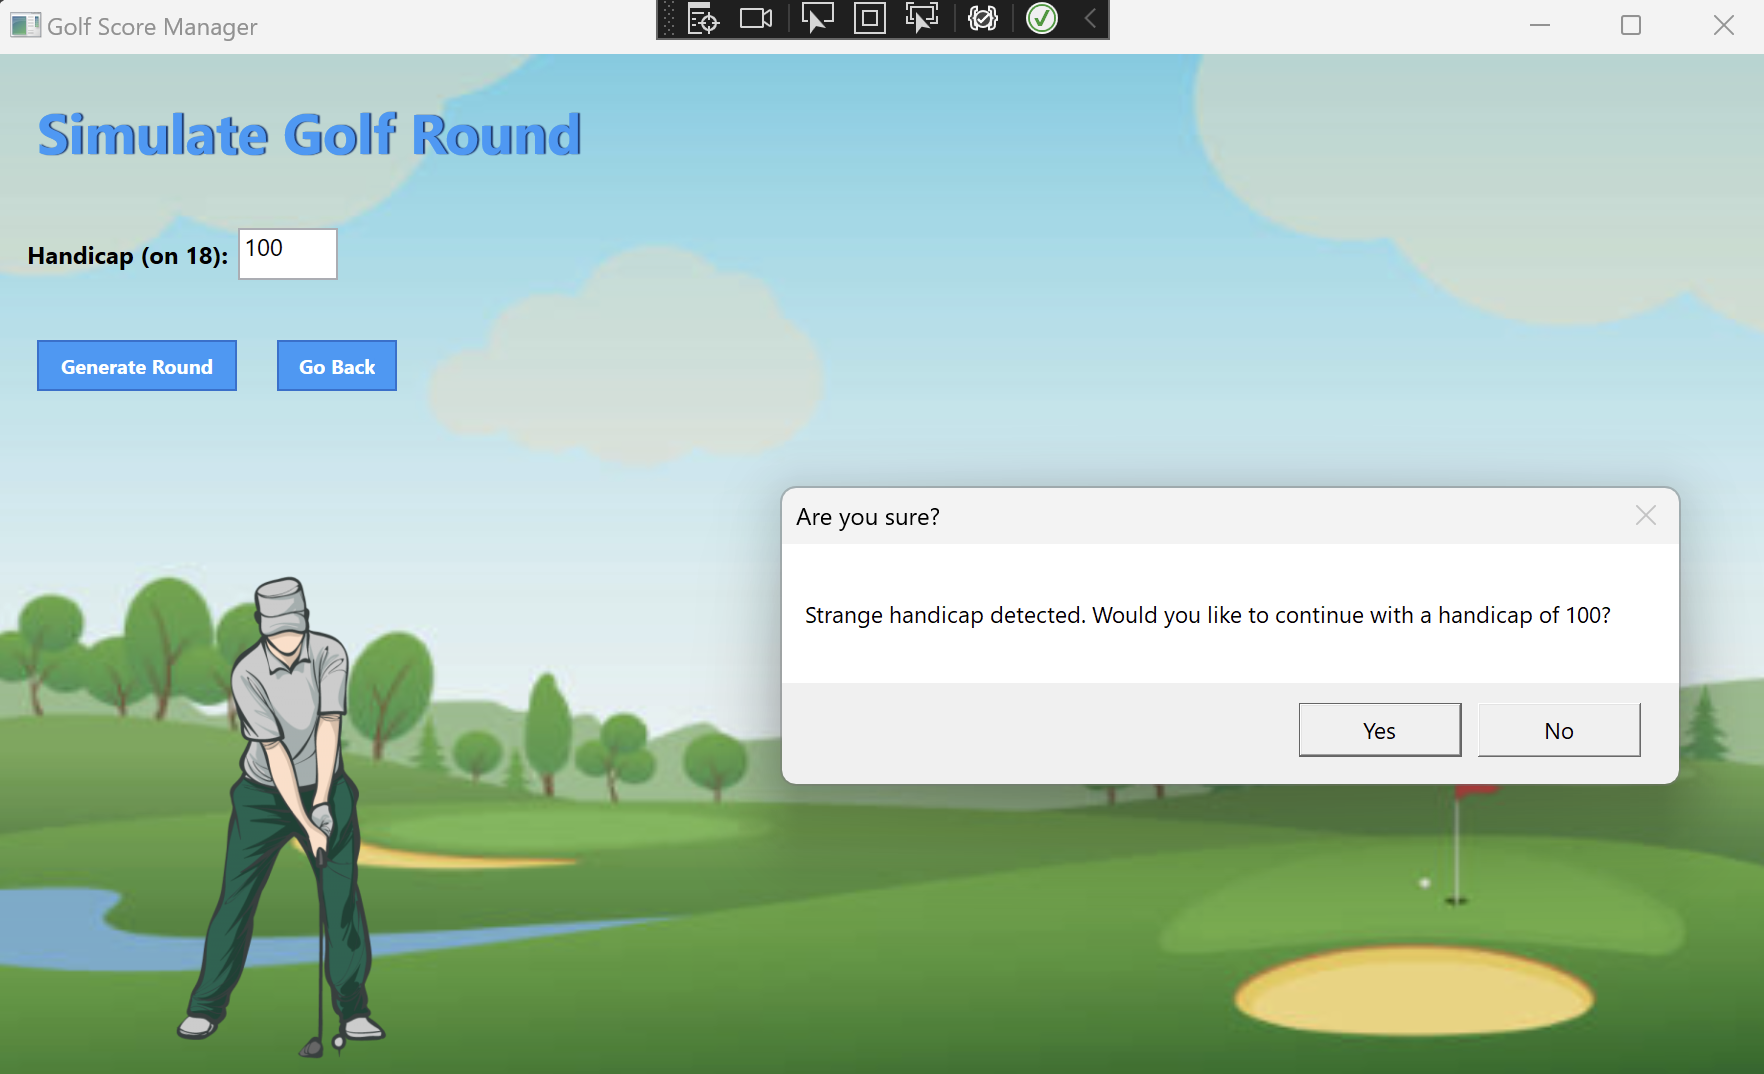 Golf Score Manager
Simulate Golf Round
Handicap (on 18): 100
Generate Round Go Back
Are you sure?
Strange handicap detected. Would you like to continue with a handicap of 100?
Yes No